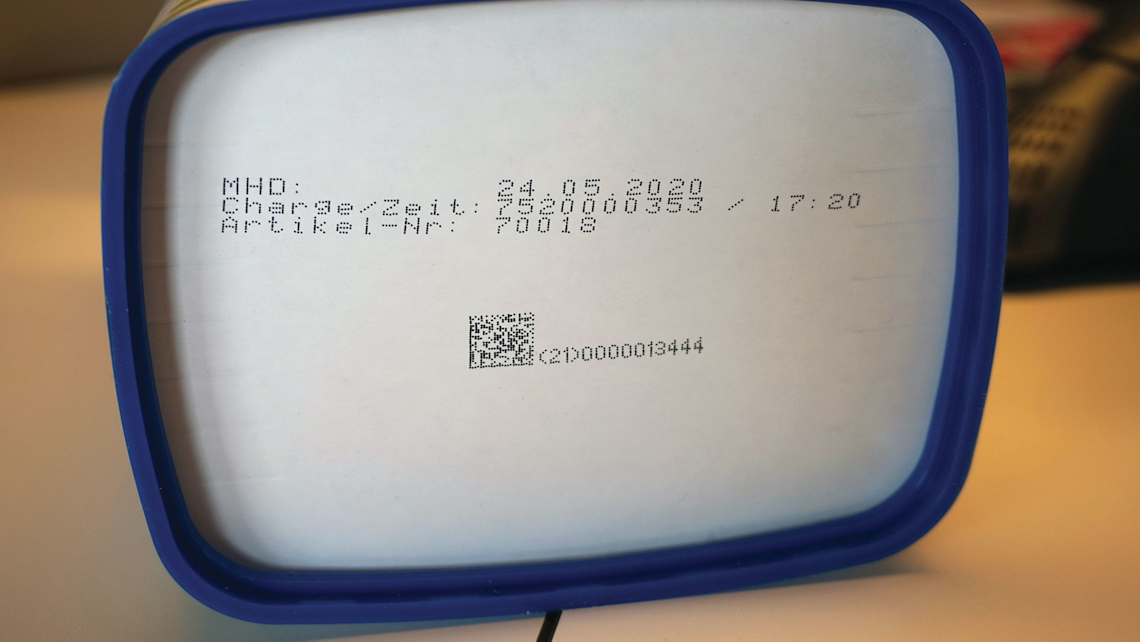 MHD: 24.05.2020
Charge/Zeit: 7520000353 / 17:20
Artikel-Nr: 70018
(21)0000013444